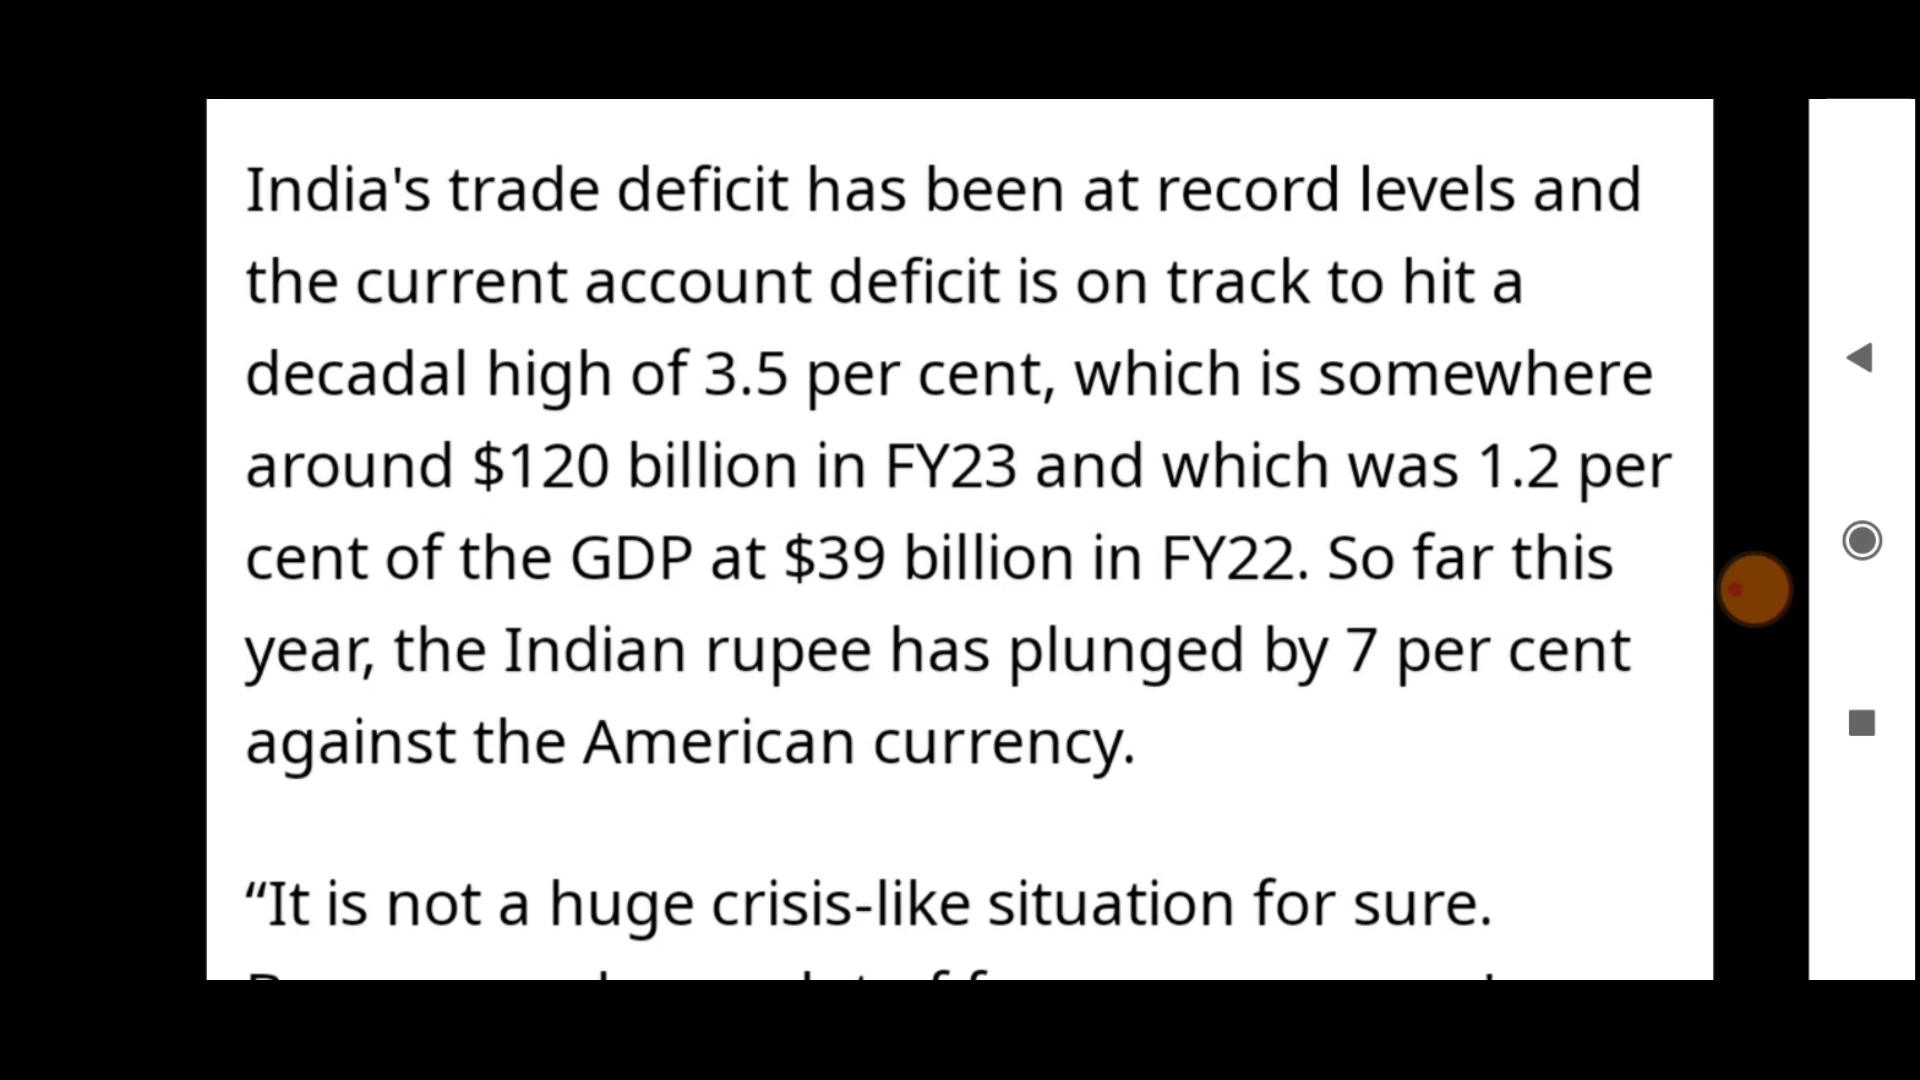 India's trade deficit has been at record levels and
the current account deficit is on track to hit a
decadal high of 3.5 per cent, which is somewhere
around $120 billion in FY23 and which was 1.2 per
cent of the GDP at $39 billion in FY22. So far this
year, the Indian rupee has plunged by 7 per cent
against the American currency.
“It is not a huge crisis-like situation for sure.